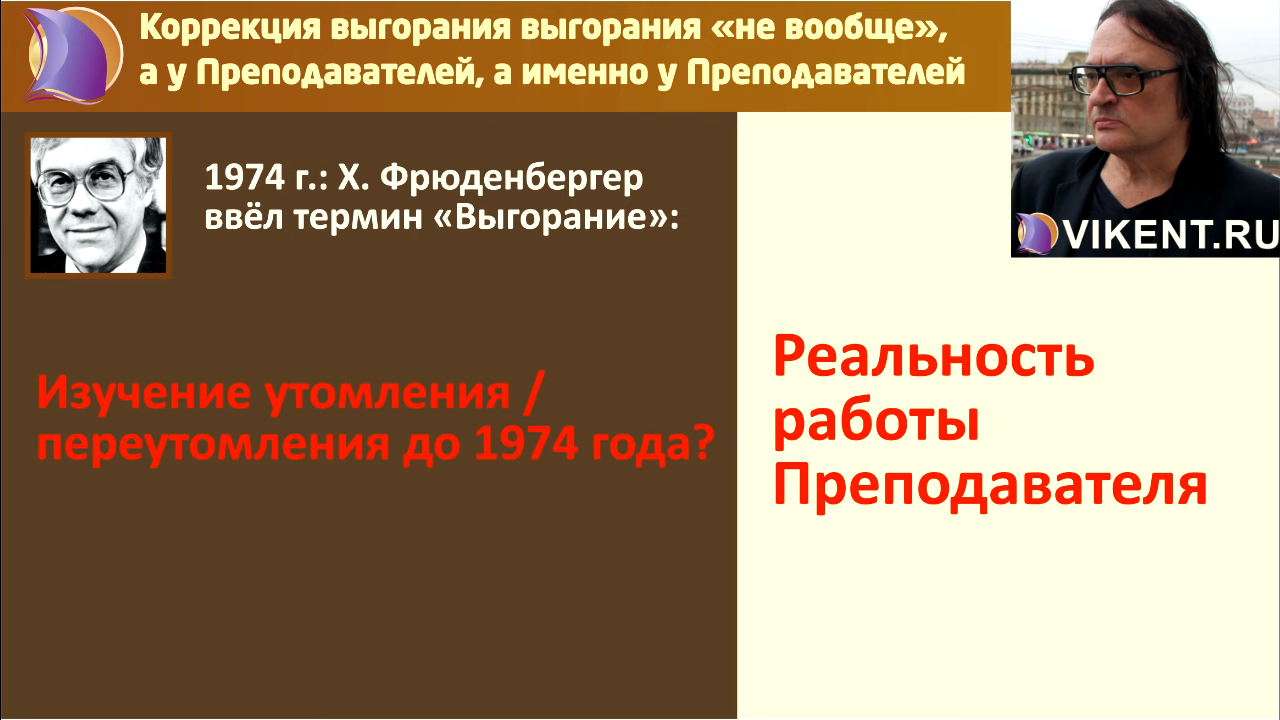 Коррекция выгорания выгорания «не вообще»,
а у Преподавателей, а именно у Преподавателей
1974 г.: Х. Фрюденбергер
ввёл термин «Выгорание»:
VIKENT.RU
Изучение утомления /
переутомления до 1974 года?
Реальность
работы
Преподавателя